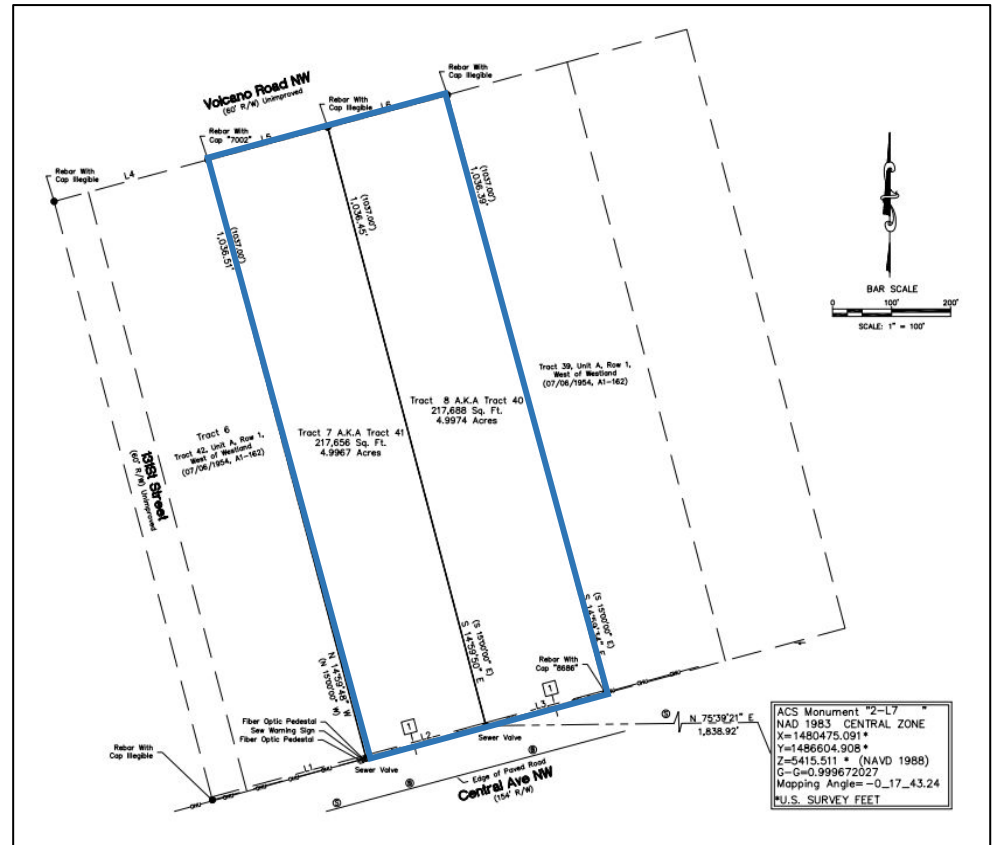 Volcano Road NW
(60' R/W) Unimproved
Rebar With
Cap Illegible
Rebar With
Cap Illegible
L6
Rebar With
Cap "7002"
L5
Rebar With
Cap Illegible
L4
(1037.00')
1,036.51'
(1037.00')
1,036.45'
(1037.00')
1,036.39'
BAR SCALE
0 100' 200'
SCALE: 1" = 100'
Tract 39, Unit A, Row 1,
West of Westland
(07/06/1954, A1-162)
Tract 8 A.K.A Tract 40
217,688 Sq. Ft.
4.9974 Acres
Tract 7 A.K.A Tract 41
217,656 Sq. Ft.
4.9967 Acres
Tract 6
Tract 42, Unit A, Row 1,
West of Westland
(07/06/1954, A1-162)
131St Street
(60' R/W) Unimproved
N 14°59'48" W
(N 15°00'00" W)
(S 15°00'00" E)
S 14°59'50" E
(S 15°00'00" E)
S 14°59'34" E
Rebar With
Cap "8686"
1
1
Fiber Optic Pedestal
Sew Warning Sign
Fiber Optic Pedestal
L3
L2
Sewer Valve
Rebar With
Cap Illegible
L1
Sewer Valve
Edge of Paved Road
Central Ave NW
(154' R/W)
S
S
S
S
S
N 75°39'21" E
1,838.92'
ACS Monument "2-L7 "
NAD 1983 CENTRAL ZONE
X=1480475.091*
Y=1486604.908*
Z=5415.511 * (NAVD 1988)
G-G=0.999672027
Mapping Angle= -0_17_43.24
*U.S. SURVEY FEET